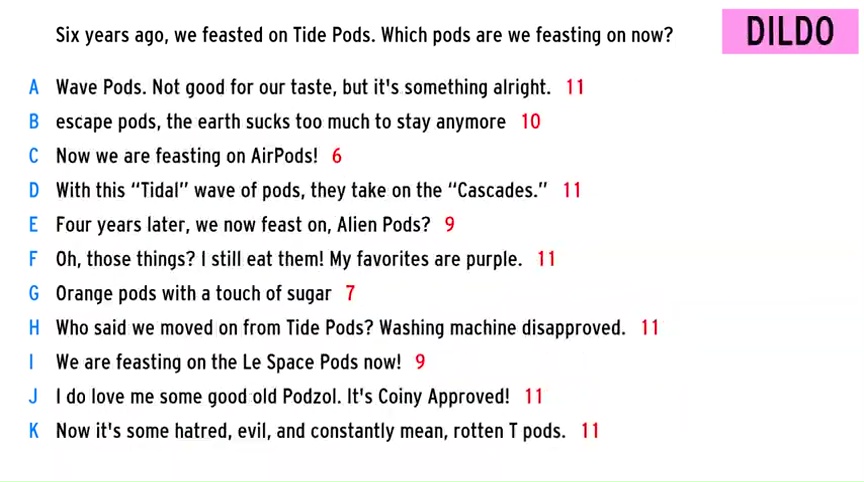 Six years ago, we feasted on Tide Pods. Which pods are we feasting on now?
DILDO
A Wave Pods. Not good for our taste, but it's something alright. 11
B escape pods, the earth sucks too much to stay anymore 10
C Now we are feasting on AirPods! 6
D With this “Tidal” wave of pods, they take on the “Cascades.” 11
E Four years later, we now feast on, Alien Pods? 9
F Oh, those things? I still eat them! My favorites are purple. 11
G Orange pods with a touch of sugar 7
H Who said we moved on from Tide Pods? Washing machine disapproved. 11
I We are feasting on the Le Space Pods now! 9
J I do love me some good old Podzol. It's Coiny Approved! 11
K Now it's some hatred, evil, and constantly mean, rotten T pods. 11